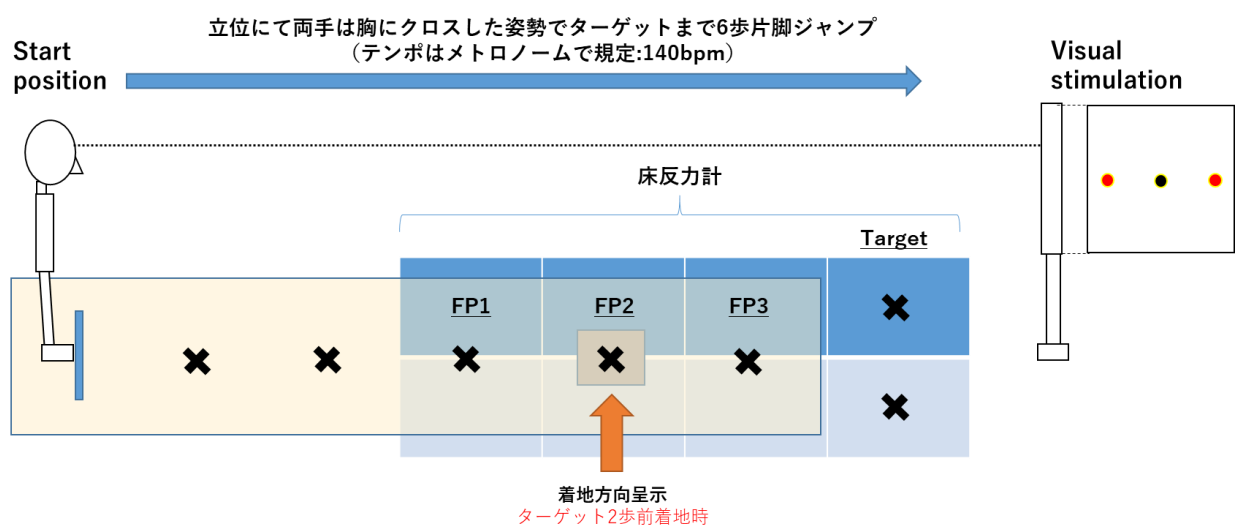 立位にて両手は胸にクロスした姿勢でターゲットまで6歩片脚ジャンプ
（テンポはメトロノームで規定:140bpm）
Start
position
Visual
stimulation
床反力計
Target
FP1
FP2
FP3
着地方向呈示
ターゲット2歩前着地時